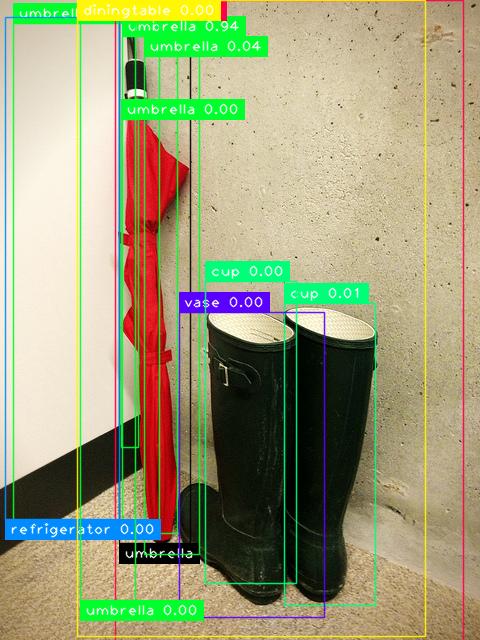 umbrell
diningtable 0.00
umbrella 0.94
umbrella 0.04
umbrella 0.00
cup 0.00
cup 0.01
vase 0.00
refrigerator 0.00
umbrella
umbrella 0.00